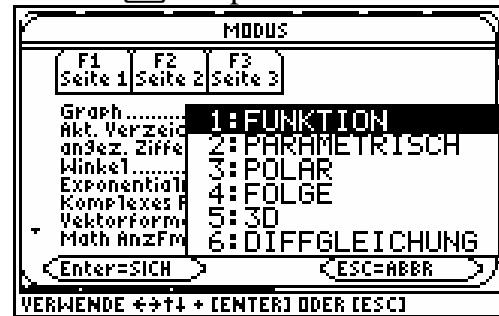 MODUS
F1 F2 F3
Seite 1 Seite 2 Seite 3
Graph..........
Akt. Verzeic
angez. Ziffe
Winkel..........
Exponential
Komplexes F
Vektorform
Math AnzFm
1:FUNKTION
2:PARAMETRISCH
3:POLAR
4:FOLGE
5:3D
6:DIFFGLEICHUNG
Enter=SICH ESC=ABBR
VERWENDE ←→↑↓ + [ENTER] ODER [ESC]